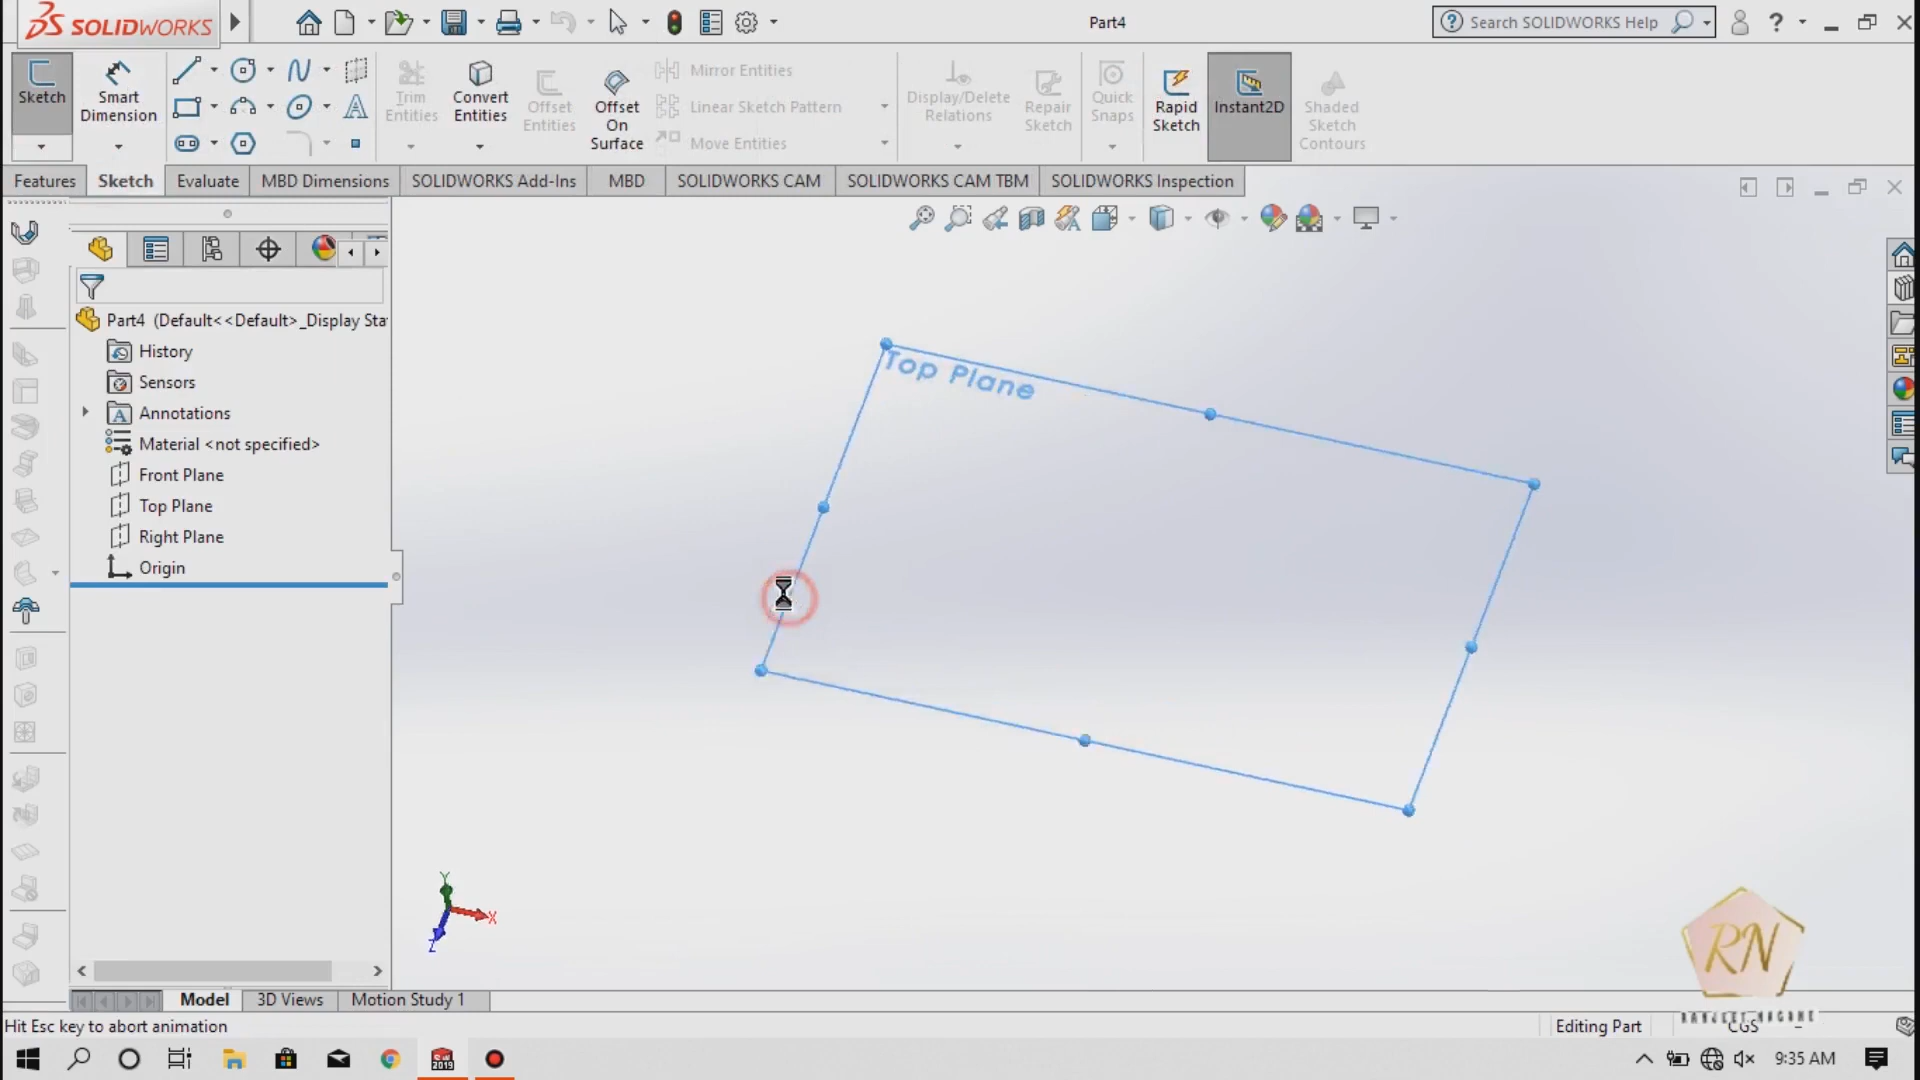 SOLIDWORKS
Part4
Search SOLIDWORKS Help
Sketch
Smart Dimension
Trim Entities
Convert Entities
Offset Entities
Offset On Surface
Mirror Entities
Linear Sketch Pattern
Move Entities
Display/Delete Relations
Repair Sketch
Quick Snaps
Rapid Sketch
Instant2D
Shaded Sketch Contours
Features
Sketch
Evaluate
MBD Dimensions
SOLIDWORKS Add-Ins
MBD
SOLIDWORKS CAM
SOLIDWORKS CAM TBM
SOLIDWORKS Inspection
Part4 (Default<<Default>_Display Sta
History
Sensors
Annotations
Material <not specified>
Front Plane
Top Plane
Right Plane
Origin
Top Plane
Y
X
Z
RN
Model
3D Views
Motion Study 1
Hit Esc key to abort animation
Editing Part
CGS
9:35 AM